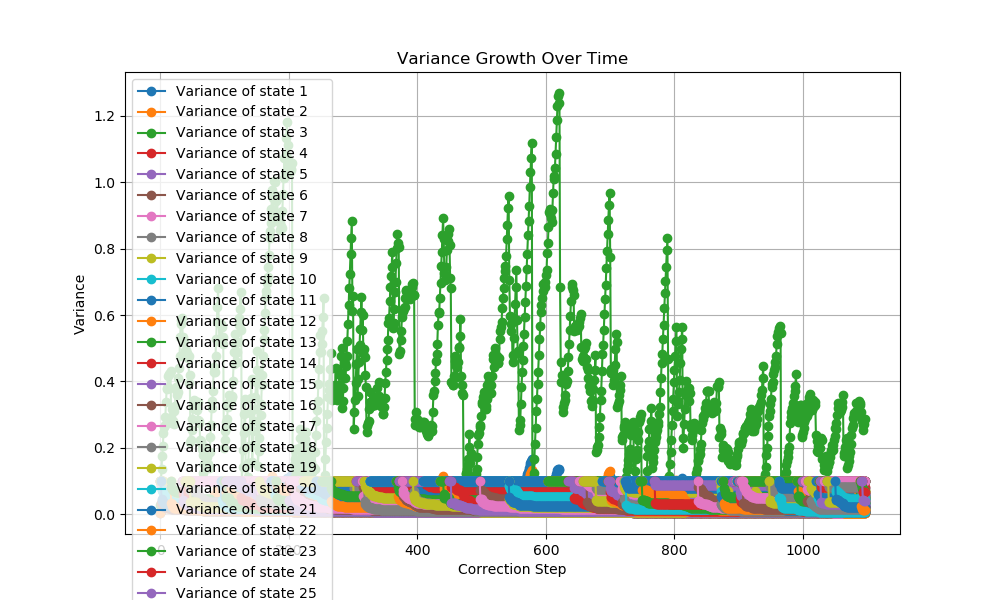 Variance Growth Over Time
Variance
1.2
1.0
0.8
0.6
0.4
0.2
0.0
Variance of state 1
Variance of state 2
Variance of state 3
Variance of state 4
Variance of state 5
Variance of state 6
Variance of state 7
Variance of state 8
Variance of state 9
Variance of state 10
Variance of state 11
Variance of state 12
Variance of state 13
Variance of state 14
Variance of state 15
Variance of state 16
Variance of state 17
Variance of state 18
Variance of state 19
Variance of state 20
Variance of state 21
Variance of state 22
Variance of state 23
Variance of state 24
Variance of state 25
400 600 800 1000
Correction Step